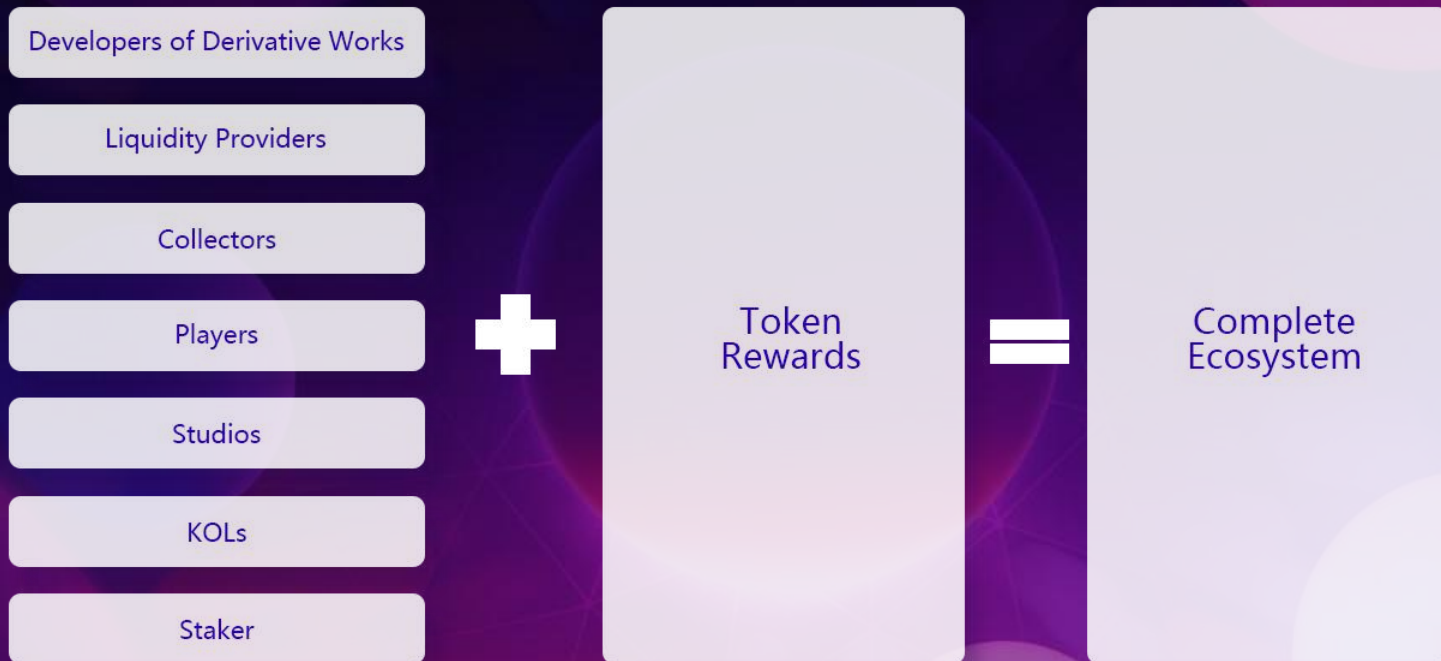 Developers of Derivative Works
Liquidity Providers
Collectors
Players
Studios
KOLs
Staker
Token
Rewards
Complete
Ecosystem